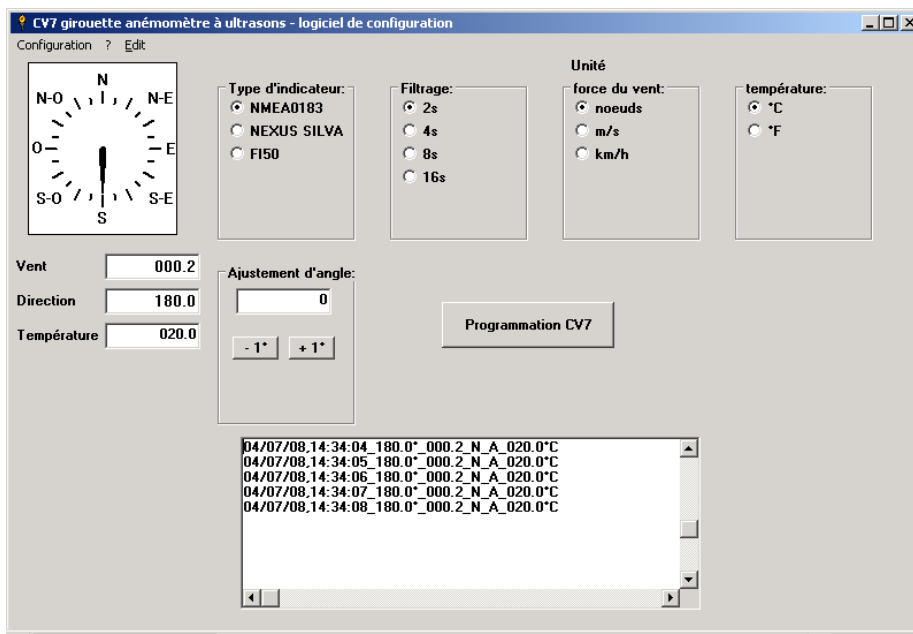 CV7 girouette anémomètre à ultrasons - logiciel de configuration
Configuration ? Edit
N
N-O N-E
O E
S-O S-E
S
Type d'indicateur:
NMEA0183
NEXUS SILVA
FI50
Filtrage:
2s
4s
8s
16s
Unité
force du vent:
noeuds
m/s
km/h
température:
°C
°F
Vent 000.2
Direction 180.0
Température 020.0
Ajustement d'angle:
0
- 1° + 1°
Programmation CV7
04/07/08,14:34:04_180.0°_000.2_N_A_020.0°C
04/07/08,14:34:05_180.0°_000.2_N_A_020.0°C
04/07/08,14:34:06_180.0°_000.2_N_A_020.0°C
04/07/08,14:34:07_180.0°_000.2_N_A_020.0°C
04/07/08,14:34:08_180.0°_000.2_N_A_020.0°C